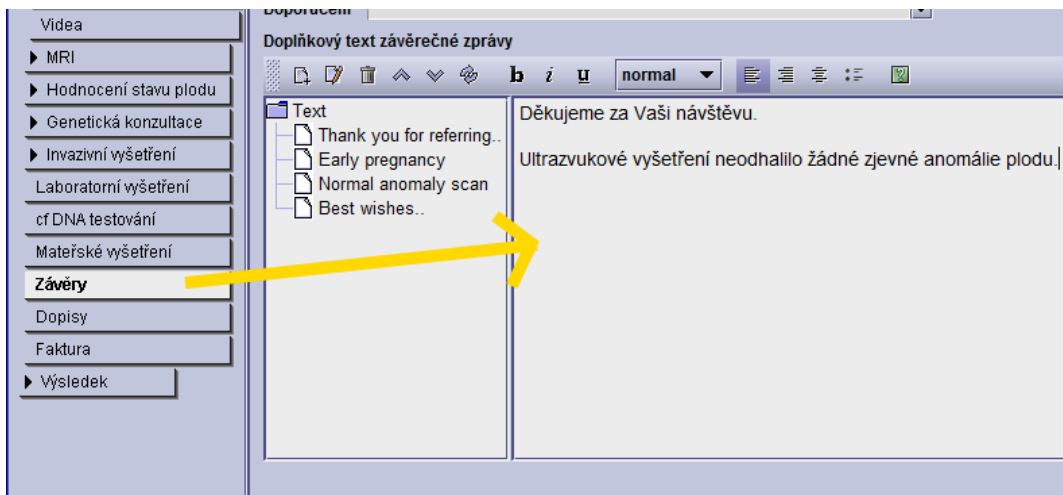 Videa
MRI
Hodnocení stavu plodu
Genetická konzultace
Invazivní vyšetření
Laboratorní vyšetření
cf DNA testování
Mateřské vyšetření
Závěry
Dopisy
Faktura
Výsledek
Doporučení
Doplňkový text závěrečné zprávy
b i u normal
Text
Thank you for referring..
Early pregnancy
Normal anomaly scan
Best wishes..
Děkujeme za Vaši návštěvu.
Ultrazvukové vyšetření neodhalilo žádné zjevné anomálie plodu.